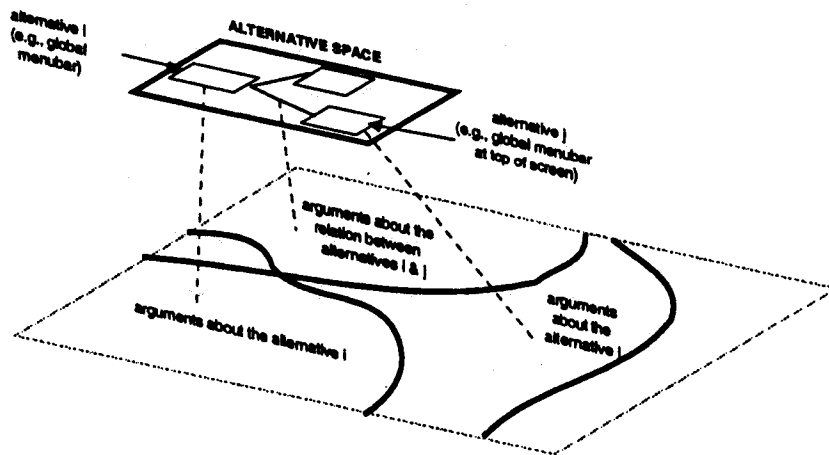 alternative i
(e.g., global
menubar)
ALTERNATIVE SPACE
alternative j
(e.g., global menubar
at top of screen)
arguments about the
relation between
alternatives i & j
arguments about the alternative i
arguments
about the
alternative j